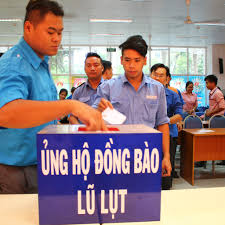 ỦNG HỘ ĐỒNG BÀO
LŨ LỤT